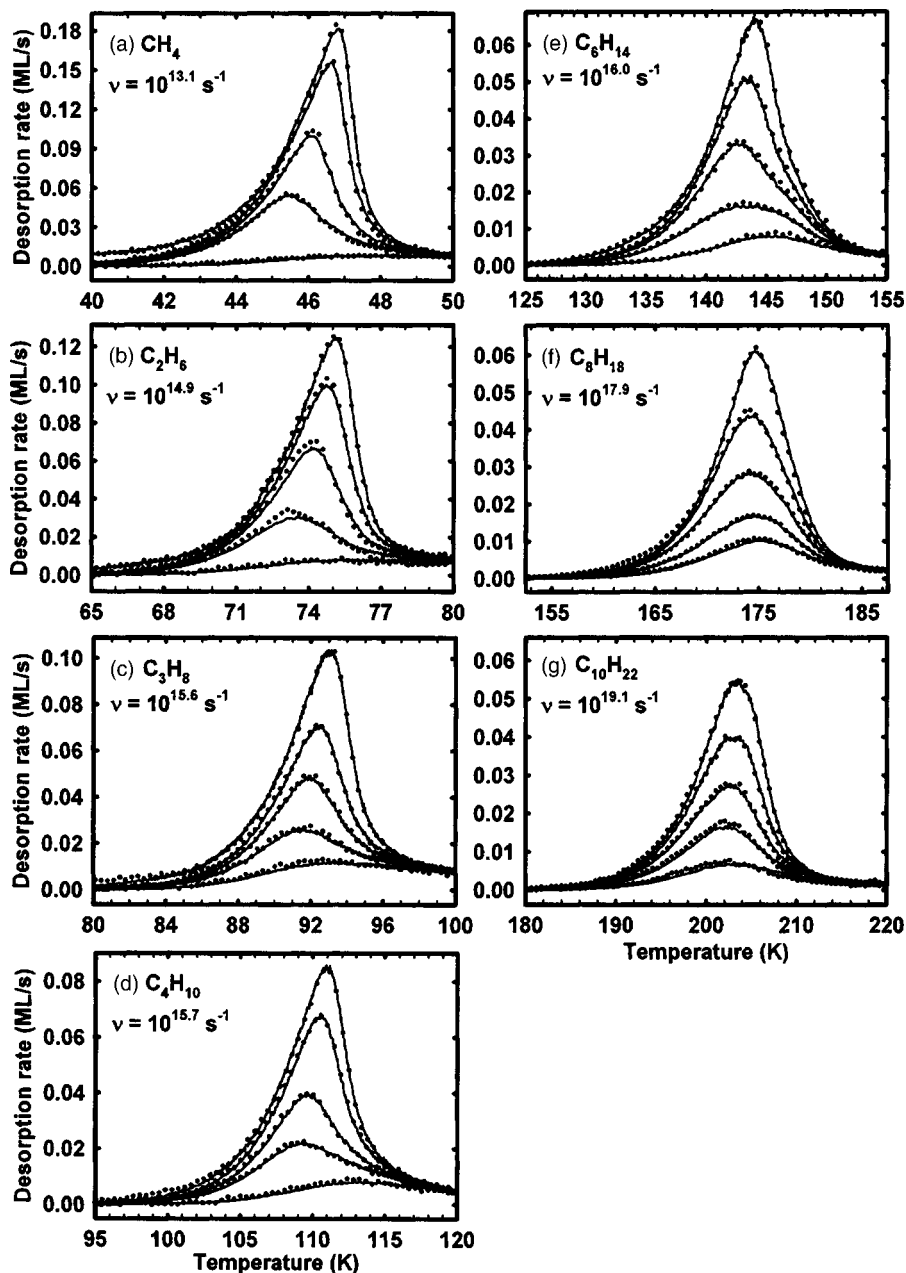 (a) CH4
ν = 10^13.1 s^-1
Desorption rate (ML/s)
0.18
0.15
0.12
0.09
0.06
0.03
0.00
40 42 44 46 48 50
(b) C2H6
ν = 10^14.9 s^-1
Desorption rate (ML/s)
0.12
0.10
0.08
0.06
0.04
0.02
0.00
65 68 71 74 77 80
(c) C3H8
ν = 10^15.6 s^-1
Desorption rate (ML/s)
0.10
0.08
0.06
0.04
0.02
0.00
80 84 88 92 96 100
(d) C4H10
ν = 10^15.7 s^-1
Desorption rate (ML/s)
0.08
0.06
0.04
0.02
0.00
95 100 105 110 115 120
Temperature (K)
(e) C6H14
ν = 10^16.0 s^-1
0.06
0.05
0.04
0.03
0.02
0.01
0.00
125 130 135 140 145 150 155
(f) C8H18
ν = 10^17.9 s^-1
0.06
0.05
0.04
0.03
0.02
0.01
0.00
155 165 175 185
(g) C10H22
ν = 10^19.1 s^-1
0.06
0.05
0.04
0.03
0.02
0.01
0.00
180 190 200 210 220
Temperature (K)